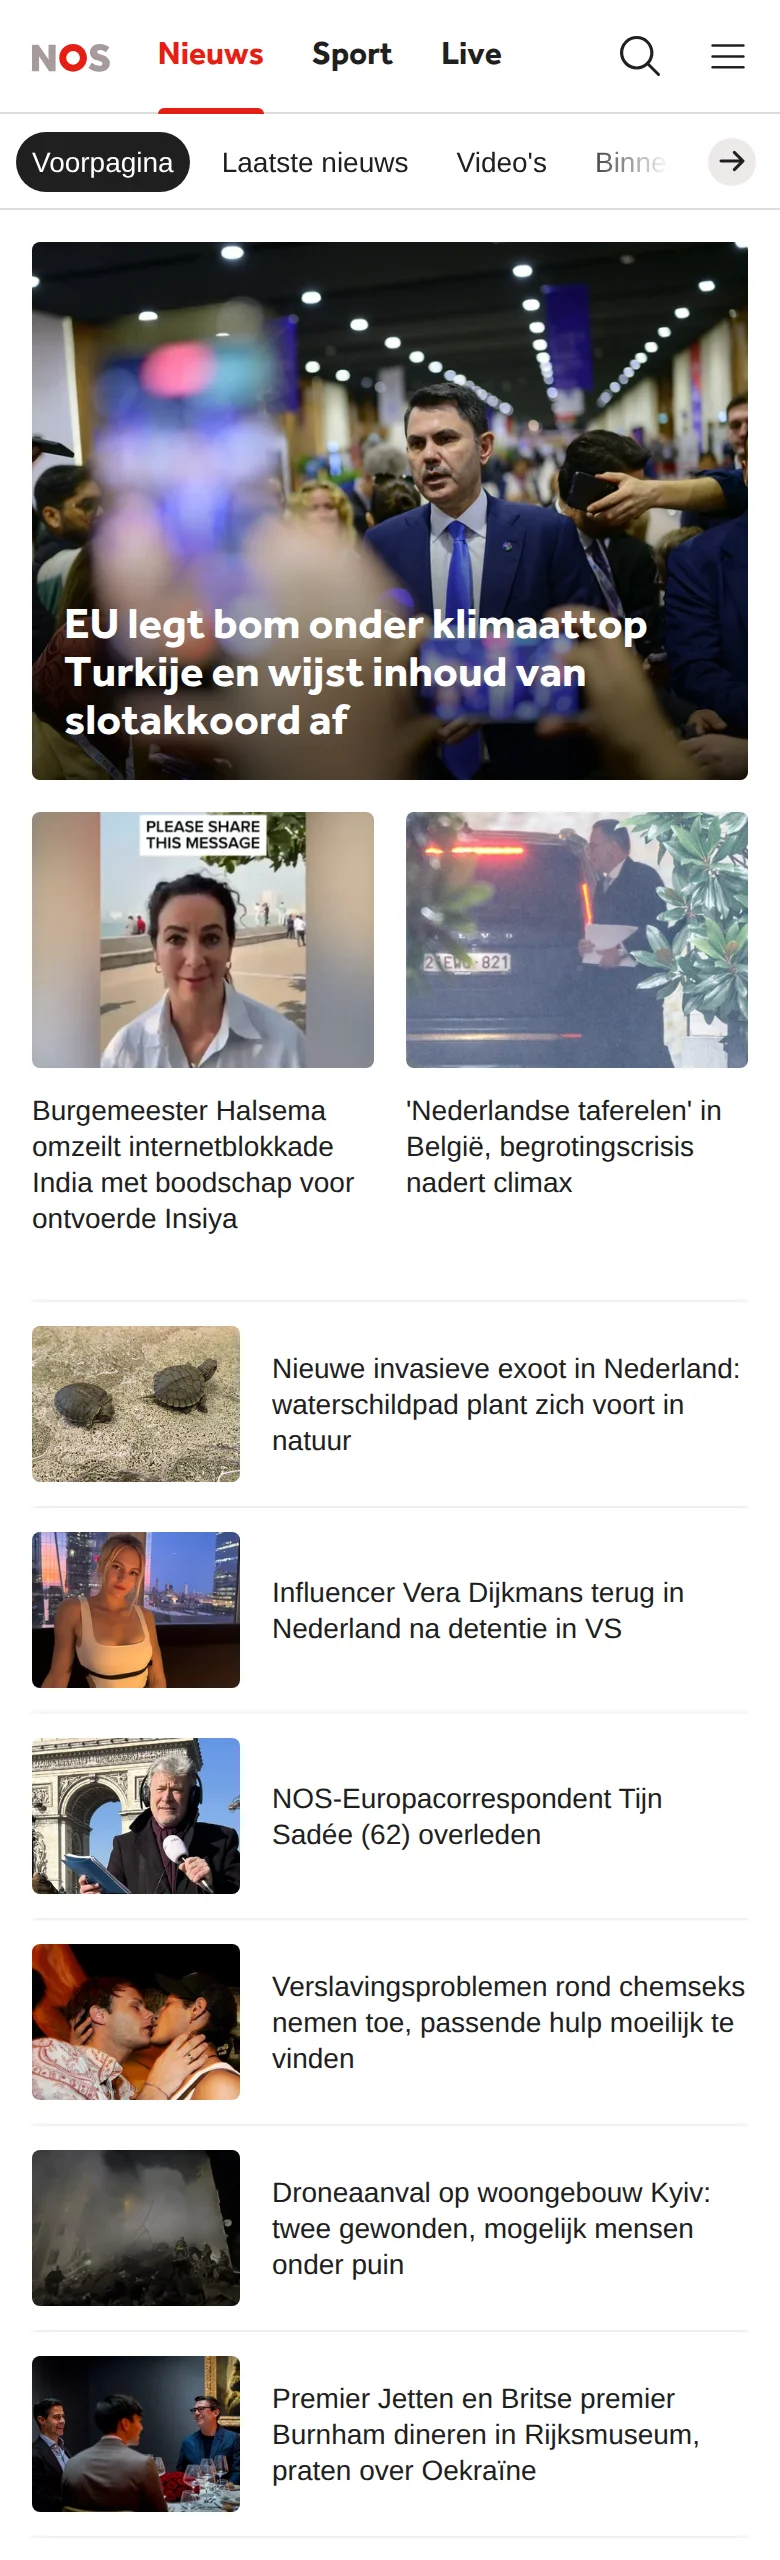 NOS Nieuws Sport Live
Voorpagina Laatste nieuws Video's Binne
EU legt bom onder klimaattop
Turkije en wijst inhoud van
slotakkoord af
PLEASE SHARE
THIS MESSAGE
Burgemeester Halsema
omzeilt internetblokkade
India met boodschap voor
ontvoerde Insiya
'Nederlandse taferelen' in
België, begrotingscrisis
nadert climax
Nieuwe invasieve exoot in Nederland:
waterschildpad plant zich voort in
natuur
Influencer Vera Dijkmans terug in
Nederland na detentie in VS
NOS-Europacorrespondent Tijn
Sadée (62) overleden
Verslavingsproblemen rond chemseks
nemen toe, passende hulp moeilijk te
vinden
Droneaanval op woongebouw Kyiv:
twee gewonden, mogelijk mensen
onder puin
Premier Jetten en Britse premier
Burnham dineren in Rijksmuseum,
praten over Oekraïne